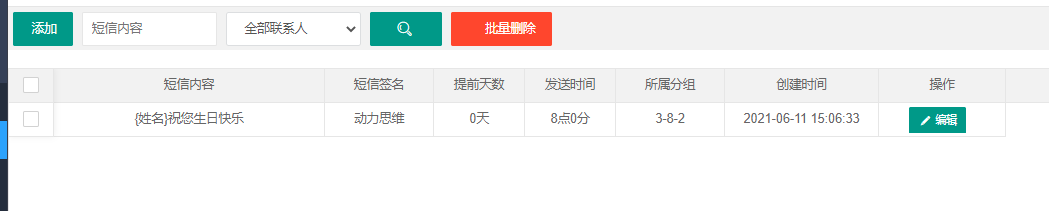 添加 短信内容 全部联系人 批量删除
短信内容 短信签名 提前天数 发送时间 所属分组 创建时间 操作
{姓名}祝您生日快乐 动力思维 0天 8点0分 3-8-2 2021-06-11 15:06:33 编辑